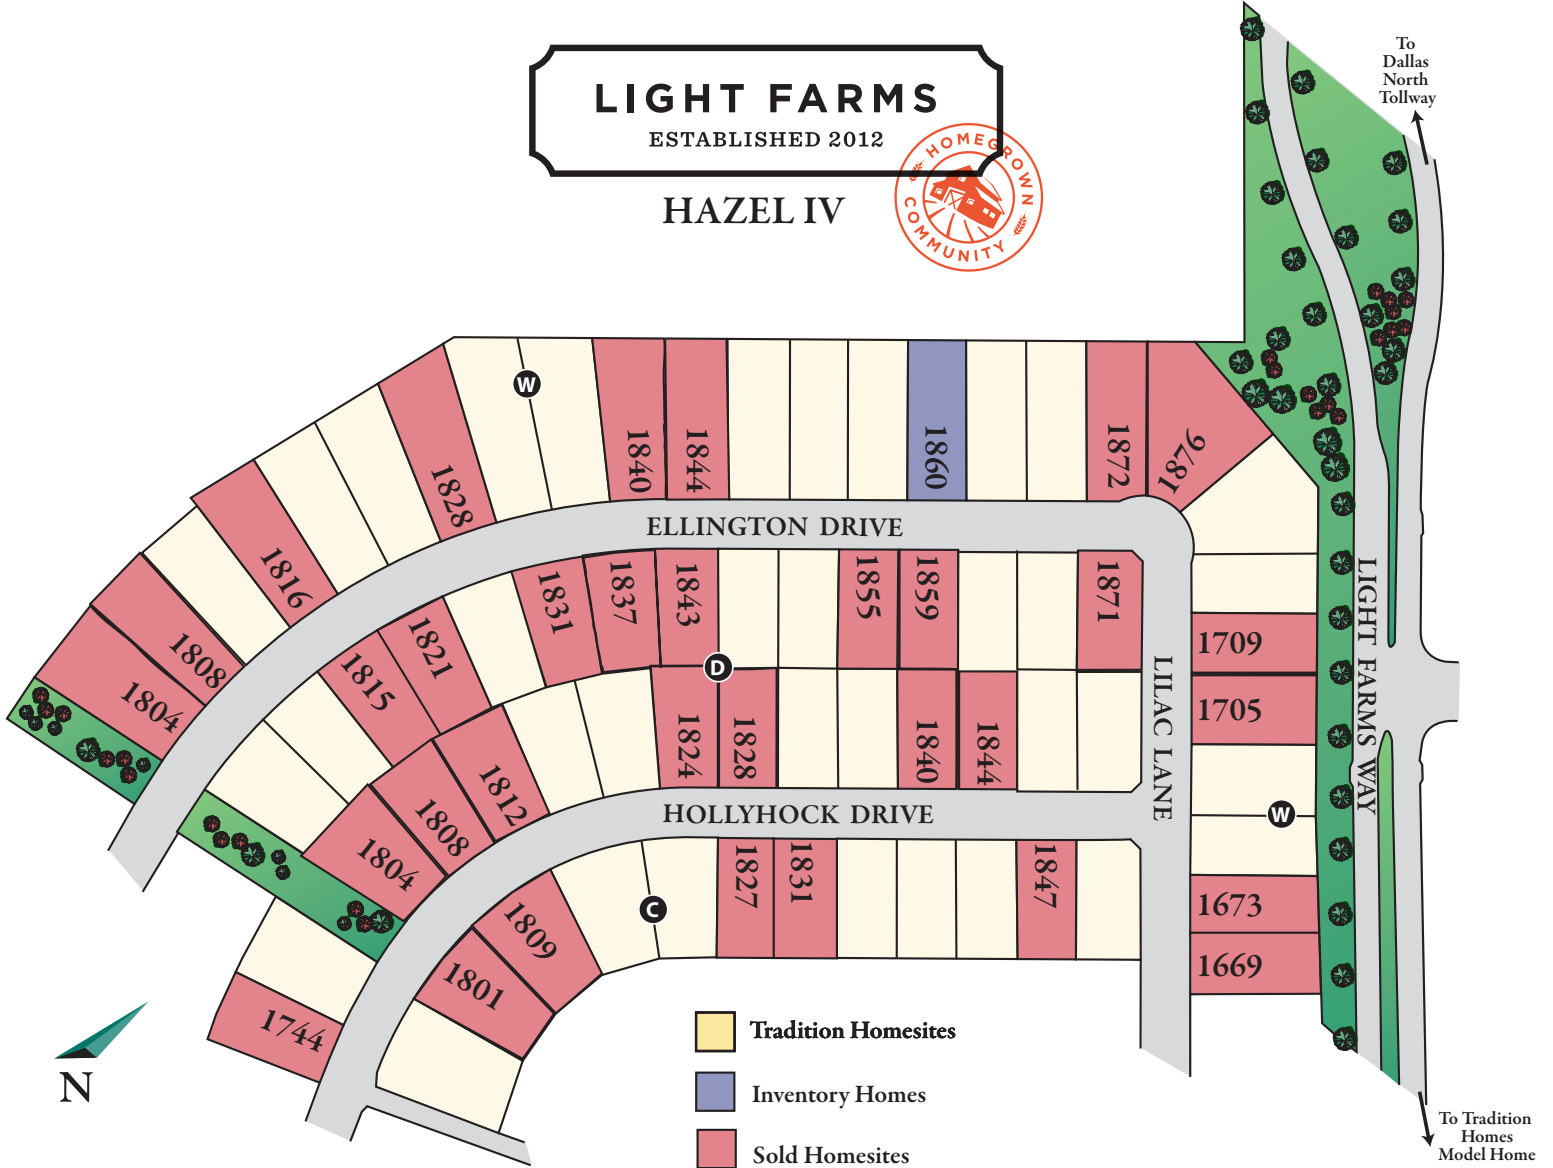 LIGHT FARMS
ESTABLISHED 2012
HOMEGROWN
COMMUNITY
HAZEL IV
To
Dallas
North
Tollway
W
1840
1844
1860
1872
1876
1828
1816
1808
1804
ELLINGTON DRIVE
1815
1821
1831
1837
1843
1855
1859
1871
D
1709
1705
LIGHT FARMS WAY
LILAC LANE
1804
1808
1812
1824
1828
1840
1844
HOLLYHOCK DRIVE
W
1744
1801
1809
C
1827
1831
1847
1673
1669
N
Tradition Homesites
Inventory Homes
Sold Homesites
To Tradition
Homes
Model Home